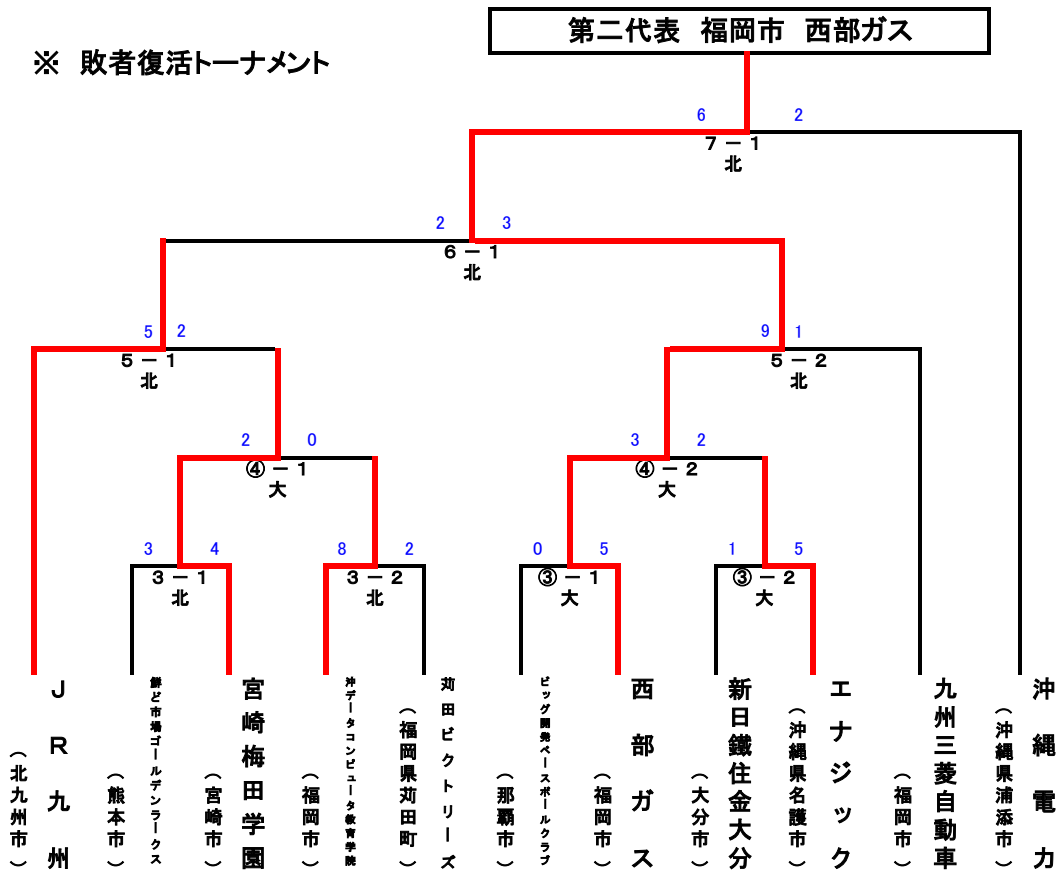 第二代表 福岡市 西部ガス
※ 敗者復活トーナメント
6 2
7－1
北
2 3
6－1
北
5 2
5－1
北
9 1
5－2
北
2 0
④－1
大
3 2
④－2
大
3 4
3－1
北
8 2
3－2
北
0 5
③－1
大
1 5
③－2
大
JR九州
（北九州市）
鮮ど市場ゴールデンラークス
（熊本市）
宮崎梅田学園
（宮崎市）
沖データコンピュータ教育学院
（福岡市）
苅田ビクトリーズ
（福岡県苅田町）
ビッグ開発ベースボールクラブ
（那覇市）
西部ガス
（福岡市）
新日鐵住金大分
（大分市）
エナジック
（沖縄県名護市）
九州三菱自動車
（福岡市）
沖縄電力
（沖縄県浦添市）